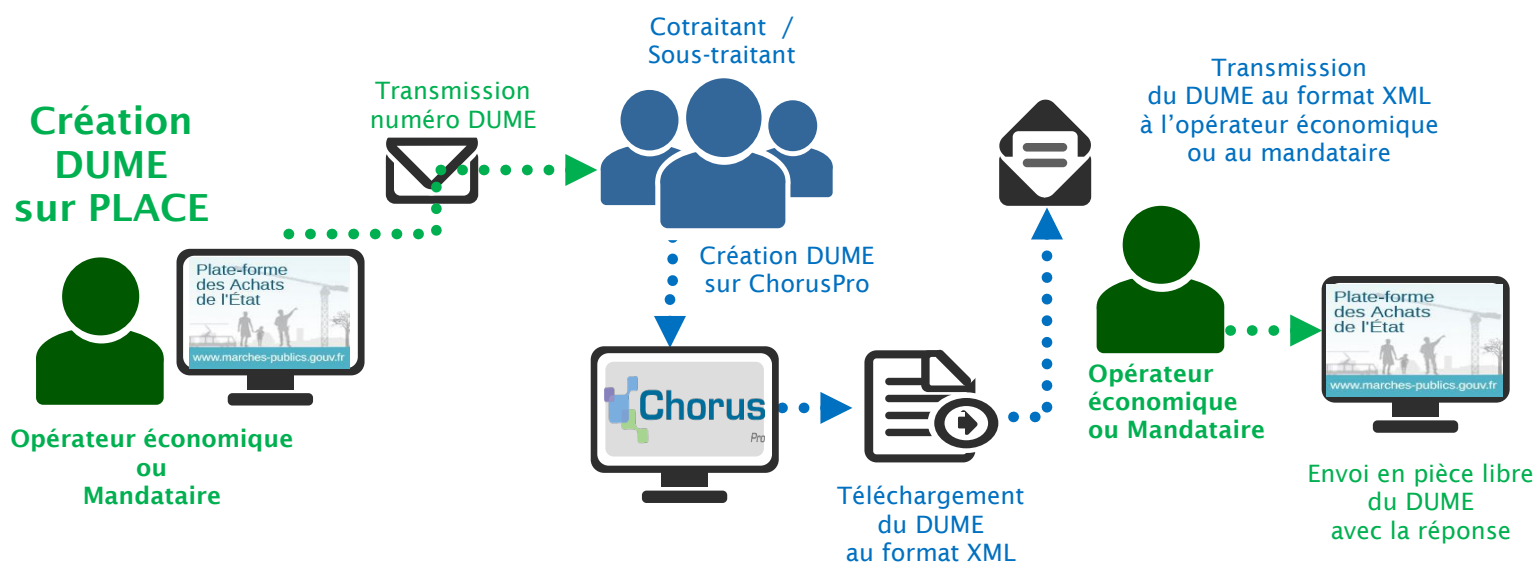 Création
DUME
sur PLACE
Plate-forme
des Achats
de l'État
www.marches-publics.gouv.fr
Opérateur économique
ou
Mandataire
Transmission
numéro DUME
Cotraitant /
Sous-traitant
Création DUME
sur ChorusPro
Chorus
Pro
Téléchargement
du DUME
au format XML
Transmission
du DUME au format XML
à l'opérateur économique
ou au mandataire
Opérateur
économique
ou Mandataire
Plate-forme
des Achats
de l'État
www.marches-publics.gouv.fr
Envoi en pièce libre
du DUME
avec la réponse